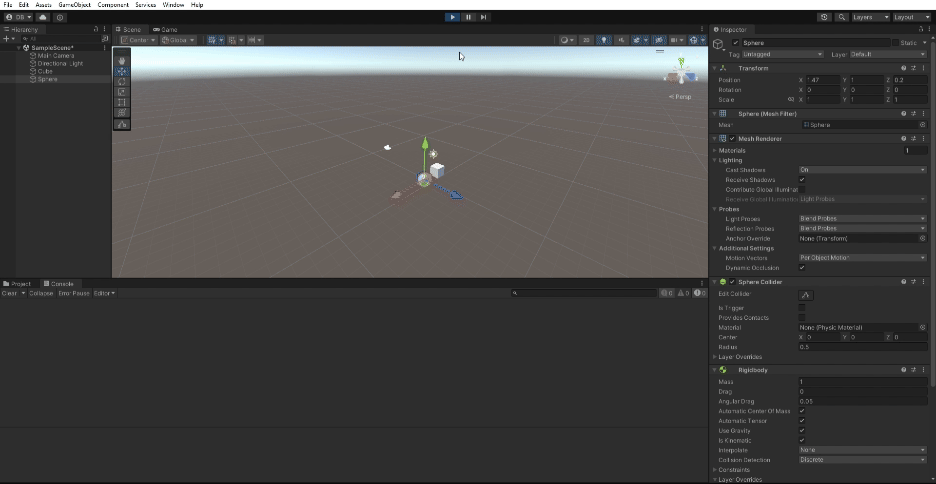 File Edit Assets GameObject Component Services Window Help
DB
Layers
Layout
Hierarchy
All
SampleScene*
Main Camera
Directional Light
Cube
Sphere
Scene
Game
Center
Global
2D
Persp
Project
Console
Clear
Collapse
Error Pause
Editor
0
0
0
Inspector
Sphere
Static
Tag Untagged
Layer Default
Transform
Position X 1.47 Y 1 Z 0.2
Rotation X 0 Y 0 Z 0
Scale X 1 Y 1 Z 1
Sphere (Mesh Filter)
Mesh Sphere
Mesh Renderer
Materials 1
Lighting
Cast Shadows On
Receive Shadows
Contribute Global Illuminat
Receive Global Illuminatio Light Probes
Probes
Light Probes Blend Probes
Reflection Probes Blend Probes
Anchor Override None (Transform)
Additional Settings
Motion Vectors Per Object Motion
Dynamic Occlusion
Sphere Collider
Edit Collider
Is Trigger
Provides Contacts
Material None (Physic Material)
Center X 0 Y 0 Z 0
Radius 0.5
Layer Overrides
Rigidbody
Mass 1
Drag 0
Angular Drag 0.05
Automatic Center Of Mass
Automatic Tensor
Use Gravity
Is Kinematic
Interpolate None
Collision Detection Discrete
Constraints
Layer Overrides